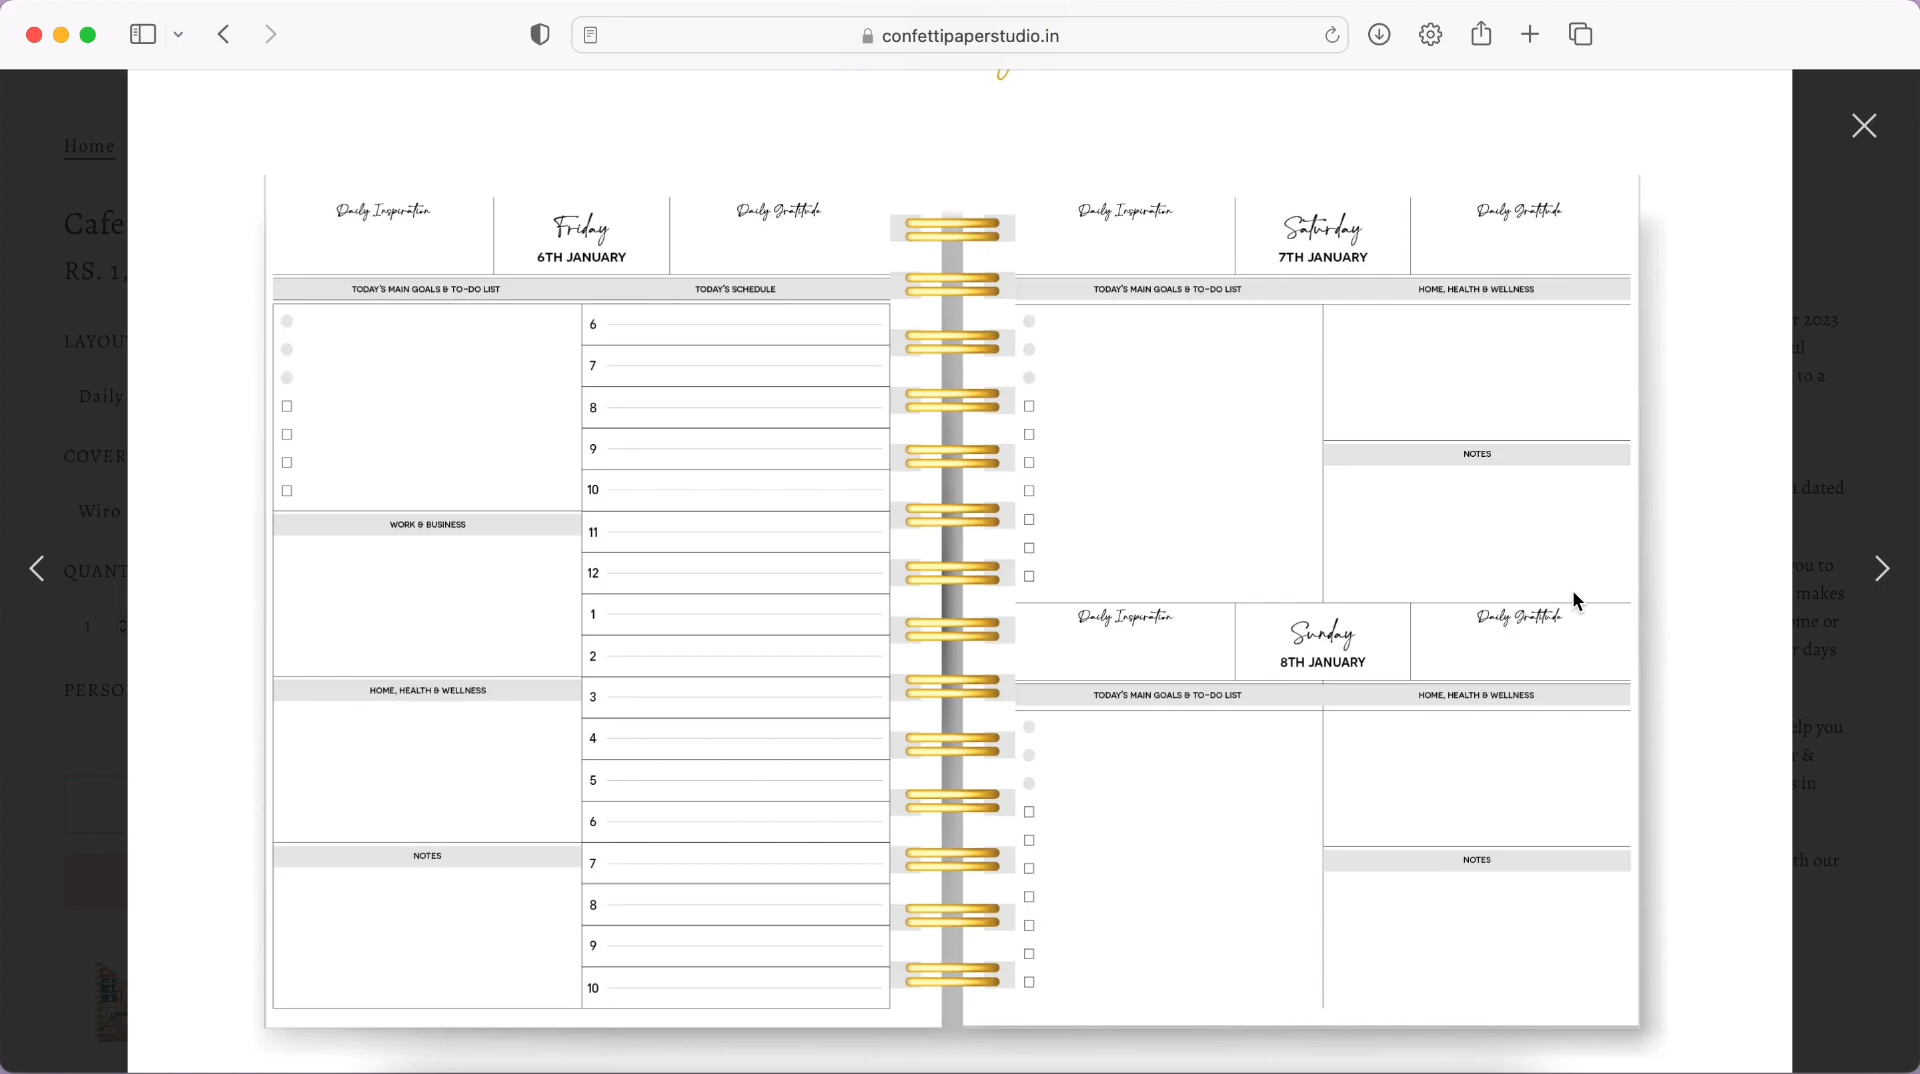 confettipaperstudio.in
Home
Cafe
RS. 1,
LAYOU
Daily
COVER
Wiro
QUANT
1
PERSO
Daily Inspiration
Friday
6TH JANUARY
Daily Gratitude
TODAY'S MAIN GOALS & TO-DO LIST
TODAY'S SCHEDULE
6
7
8
9
10
11
12
1
2
3
4
5
6
7
8
9
10
WORK & BUSINESS
HOME, HEALTH & WELLNESS
NOTES
Daily Inspiration
Saturday
7TH JANUARY
Daily Gratitude
TODAY'S MAIN GOALS & TO-DO LIST
HOME, HEALTH & WELLNESS
NOTES
Daily Inspiration
Sunday
8TH JANUARY
Daily Gratitude
TODAY'S MAIN GOALS & TO-DO LIST
HOME, HEALTH & WELLNESS
NOTES
r 2023
ul
to a
dated
ou to
makes
ome or
r days
elp you
r &
s in
th our